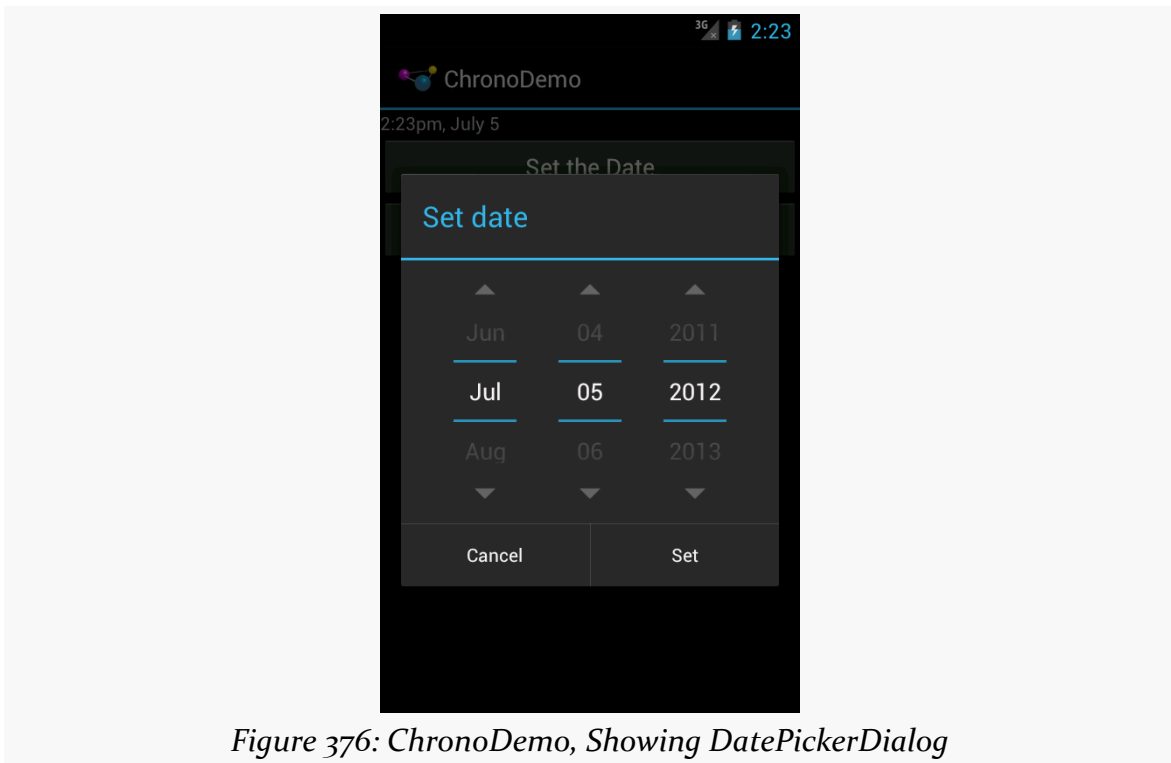 3G 2:23
ChronoDemo
2:23pm, July 5
Set the Date
Set date
Jun 04 2011
Jul 05 2012
Aug 06 2013
Cancel Set
Figure 376: ChronoDemo, Showing DatePickerDialog